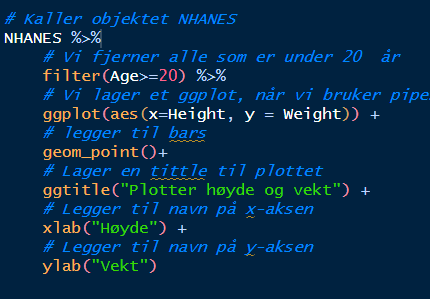 # Kaller objektet NHANES
NHANES %>%
# Vi fjerner alle som er under 20 år
filter(Age>=20) %>%
# Vi lager et ggplot, når vi bruker pipe
ggplot(aes(x=Height, y = Weight)) +
# legger til bars
geom_point()+
# Lager en tittle til plottet
ggtitle("Plotter høyde og vekt") +
# Legger til navn på x-aksen
xlab("Høyde") +
# Legger til navn på y-aksen
ylab("Vekt")